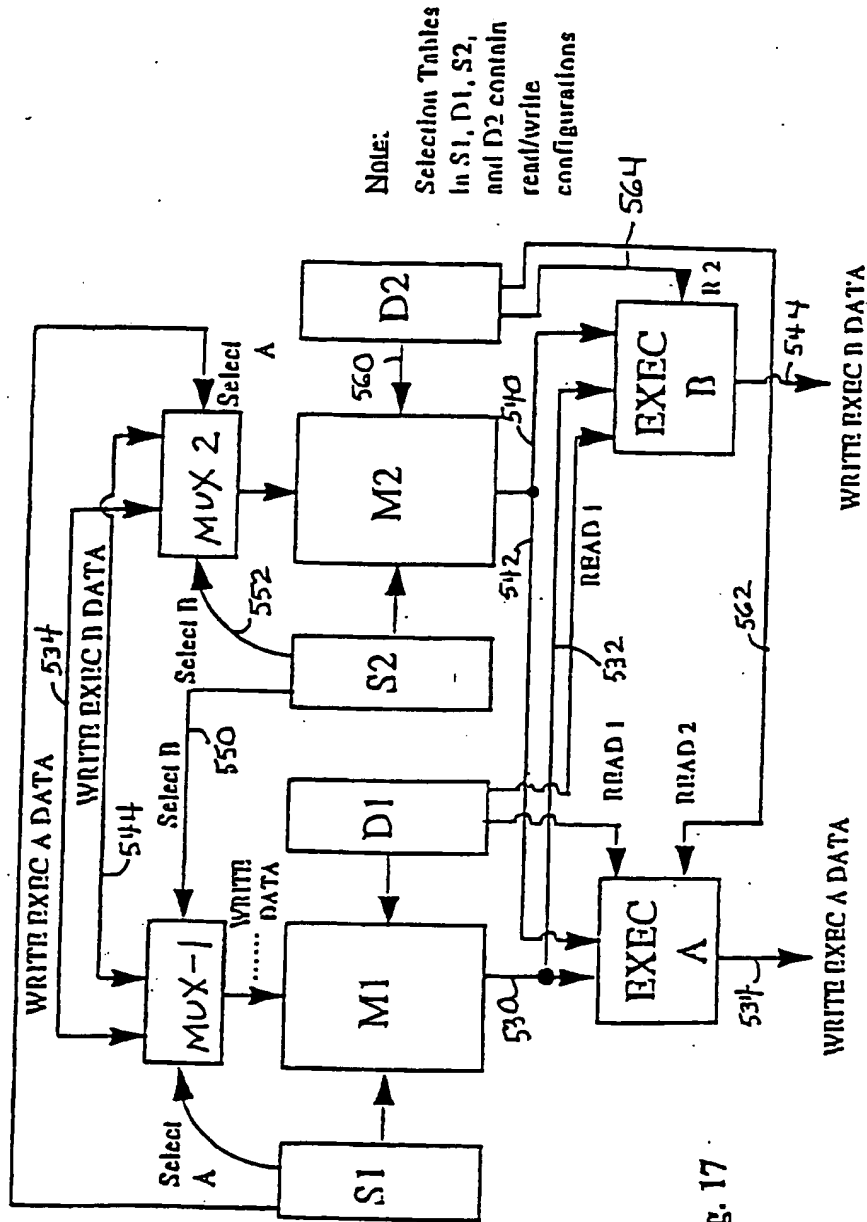 WRITE EXEC A DATA
534
WRITE EXEC B DATA
544
Select
A
MUX-1
Select B
550
Select B
552
MUX 2
Select
A
WRITE
DATA
S1
M1
D1
S2
M2
560
D2
Note:
Selection Tables
In S1, D1, S2,
and D2 contain
read/write
configurations
530
542
540
532
READ 1
564
EXEC
A
READ 1
READ 2
562
EXEC
B
R 2
534
544
WRITE EXEC A DATA
WRITE EXEC B DATA
g. 17